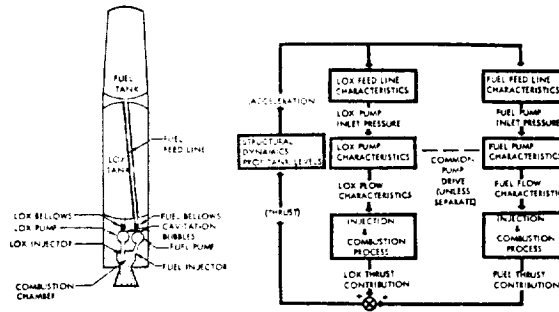 FUEL
TANK
FUEL
FEED LINE
LOX
TANK
LOX BELLOWS
LOX PUMP
LOX INJECTOR
COMBUSTION
CHAMBER
FUEL BELLOWS
CAVITATION
BUBBLES
FUEL PUMP
FUEL INJECTOR
(ACCELERATION)
STRUCTURAL
DYNAMICS
TANK LEVELS
(THRUST)
LOX FEED LINE
CHARACTERISTICS
LOX PUMP
INLET PRESSURE
LOX PUMP
CHARACTERISTICS
LOX FLOW
CHARACTERISTICS
INJECTION
&
COMBUSTION
PROCESS
LOX THRUST
CONTRIBUTION
COMMON
PUMP
DRIVE
(UNLESS
SEPARATE)
FUEL FEED LINE
CHARACTERISTICS
FUEL PUMP
INLET PRESSURE
FUEL PUMP
CHARACTERISTICS
FUEL FLOW
CHARACTERISTIC
INJECTION
&
COMBUSTION
PROCESS
FUEL THRUST
CONTRIBUTION
+
+